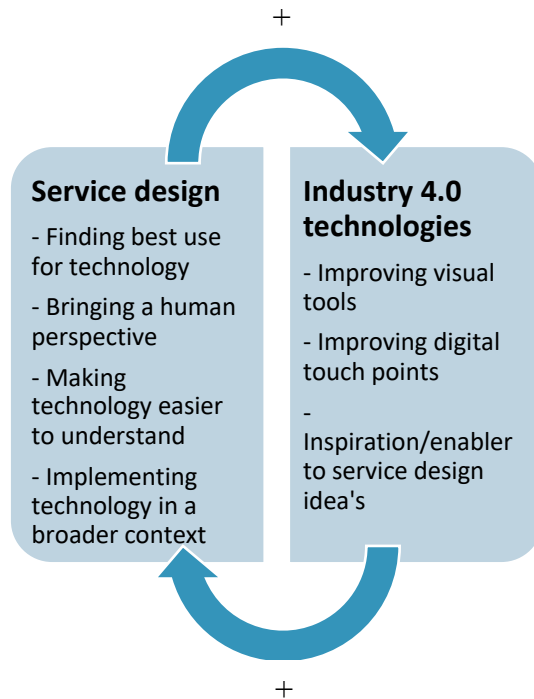 +
Service design
- Finding best use
for technology
- Bringing a human
perspective
- Making
technology easier
to understand
- Implementing
technology in a
broader context
Industry 4.0
technologies
- Improving visual
tools
- Improving digital
touch points
-
Inspiration/enabler
to service design
idea's
+